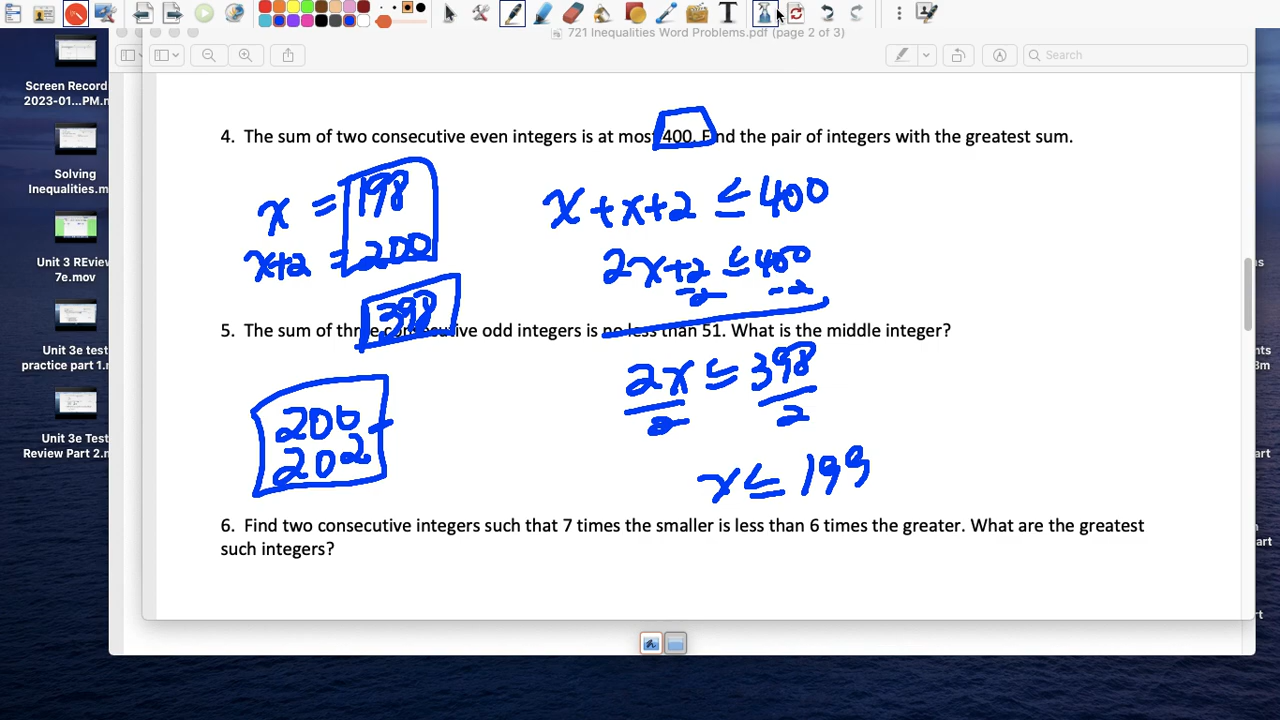 721 Inequalities Word Problems.pdf (page 2 of 3)
Search
Screen Record
2023-01...PM.m
Solving
Inequalities.m
Unit 3 REview
7e.mov
Unit 3e test
practice part 1.m
Unit 3e Test
Review Part 2.m
4. The sum of two consecutive even integers is at most 400. Find the pair of integers with the greatest sum.
x = 198
x+2 = 200
398
x+x+2 ≤ 400
2x+2 ≤ 400
-2 -2
5. The sum of three consecutive odd integers is no less than 51. What is the middle integer?
2x ≤ 398
2 2
x ≤ 199
200
202
6. Find two consecutive integers such that 7 times the smaller is less than 6 times the greater. What are the greatest
such integers?